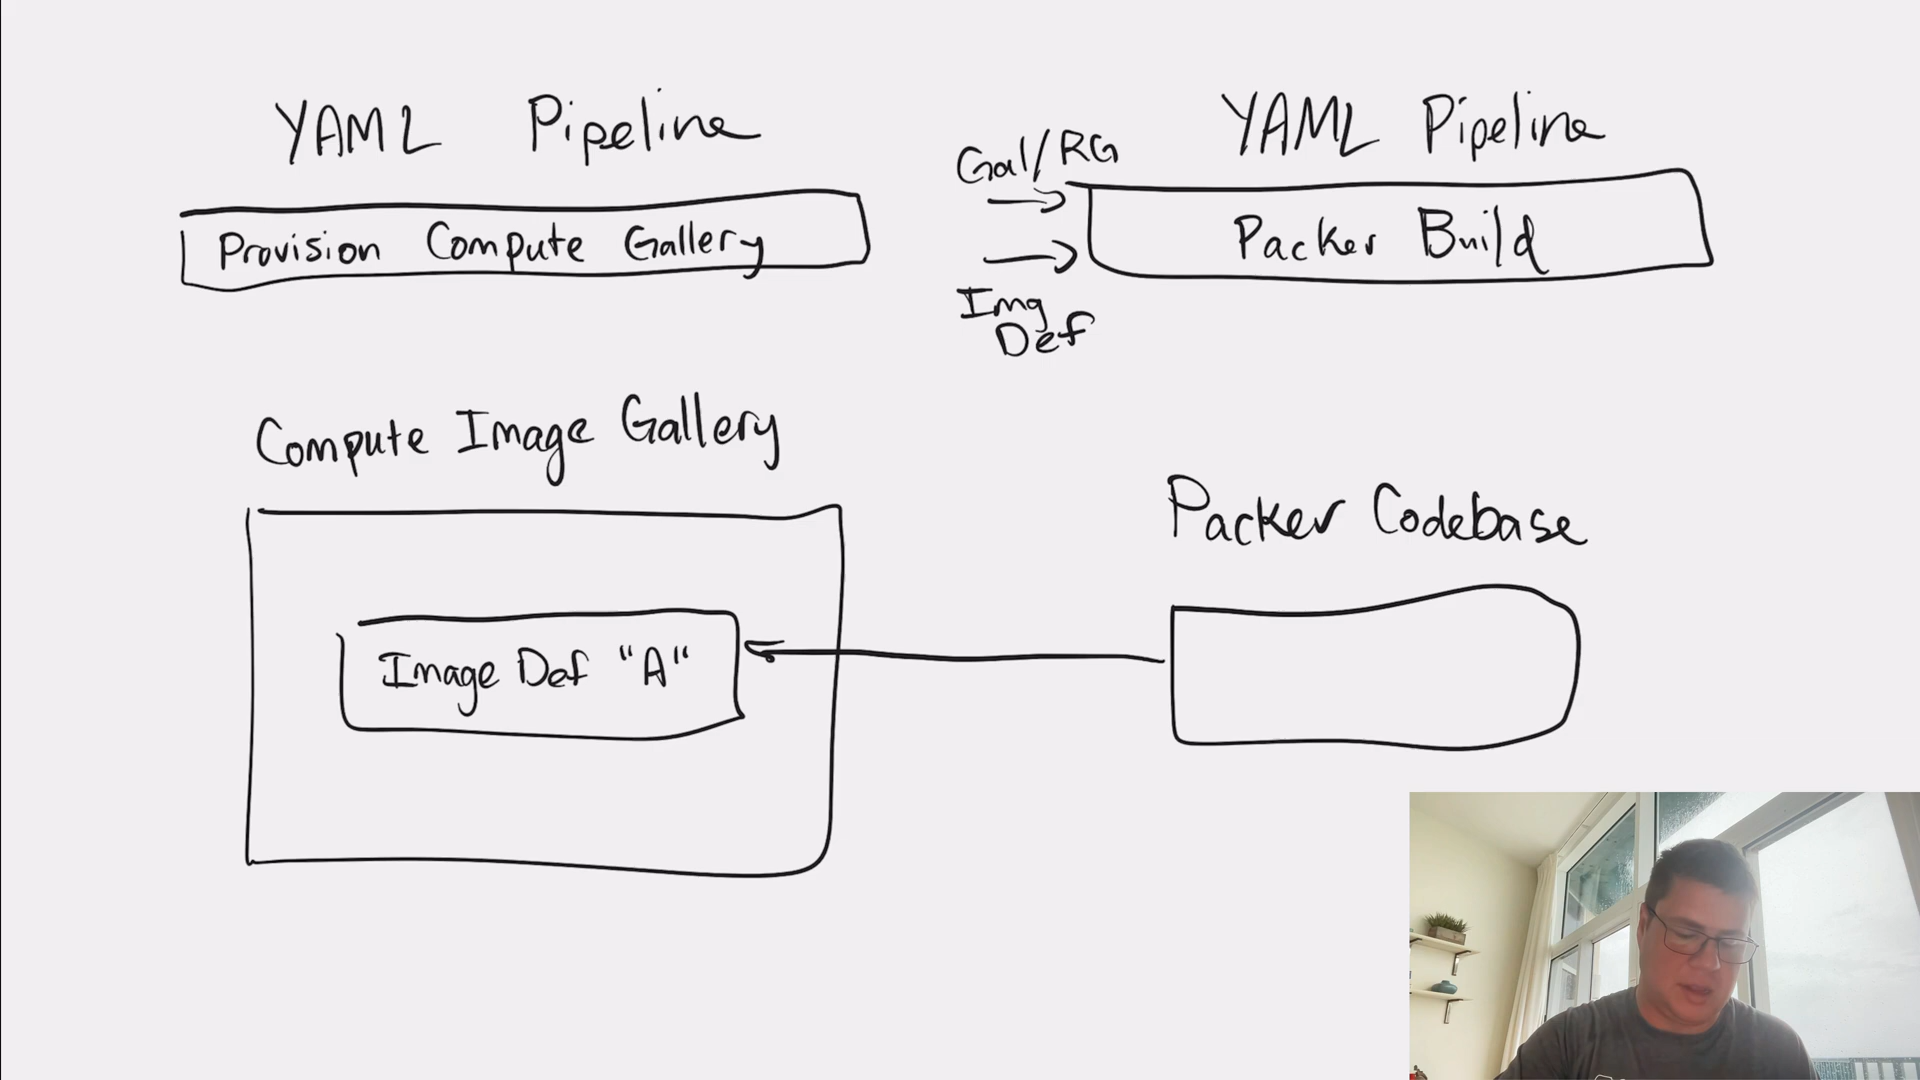 YAML Pipeline
Provision Compute Gallery
Gal/RG
Img
Def
YAML Pipeline
Packer Build
Compute Image Gallery
Image Def "A"
Packer Codebase